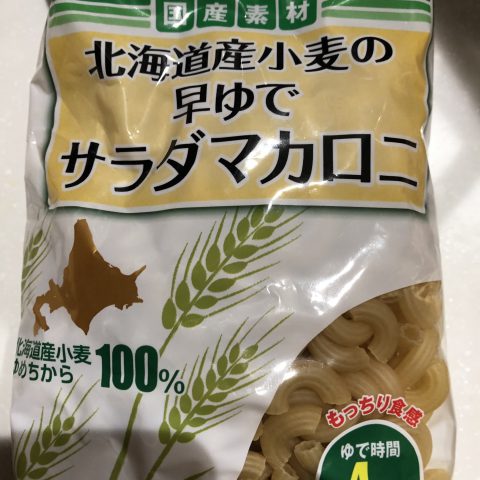 国産素材
北海道産小麦の
早ゆで
サラダマカロニ
北海道産小麦
ゆめちから
100%
もっちり食感
ゆで時間
4